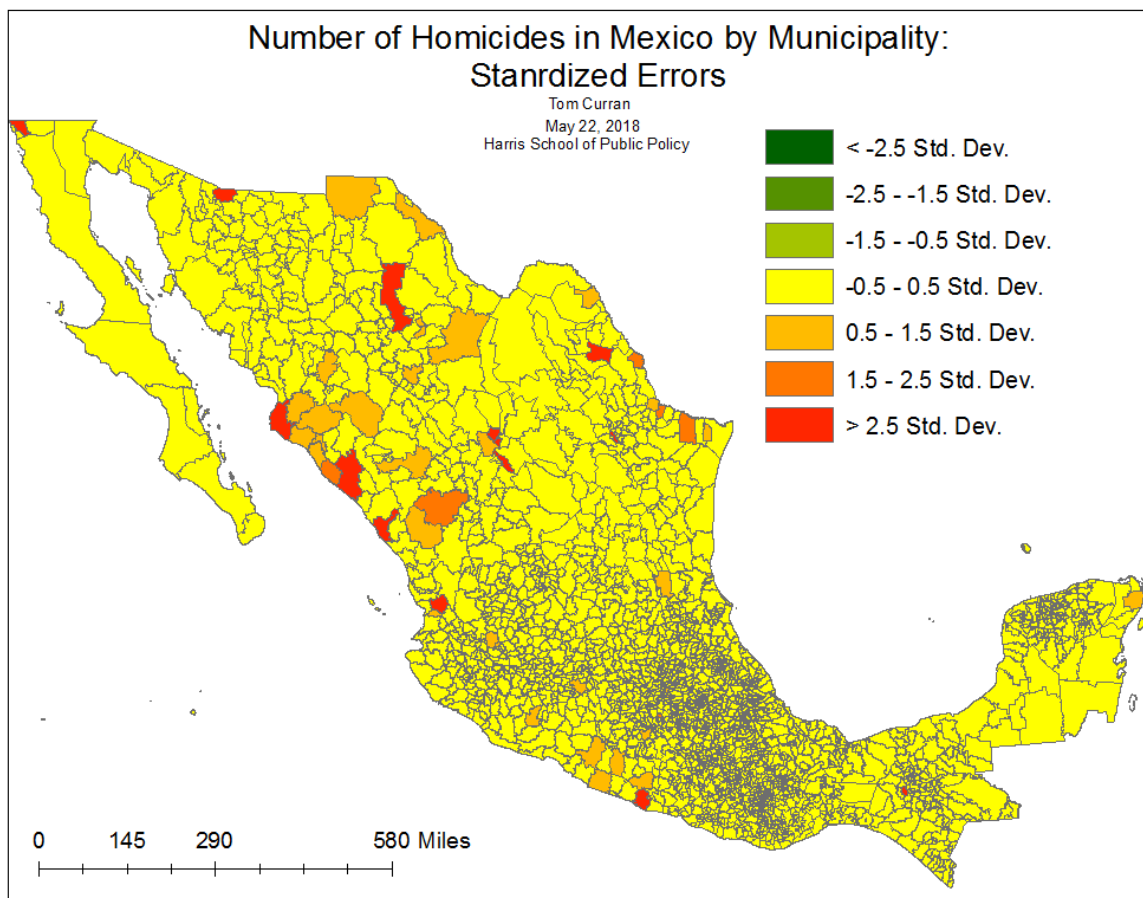 Number of Homicides in Mexico by Municipality:
Stanrdized Errors
Tom Curran
May 22, 2018
Harris School of Public Policy
< -2.5 Std. Dev.
-2.5 - -1.5 Std. Dev.
-1.5 - -0.5 Std. Dev.
-0.5 - 0.5 Std. Dev.
0.5 - 1.5 Std. Dev.
1.5 - 2.5 Std. Dev.
> 2.5 Std. Dev.
0 145 290 580 Miles